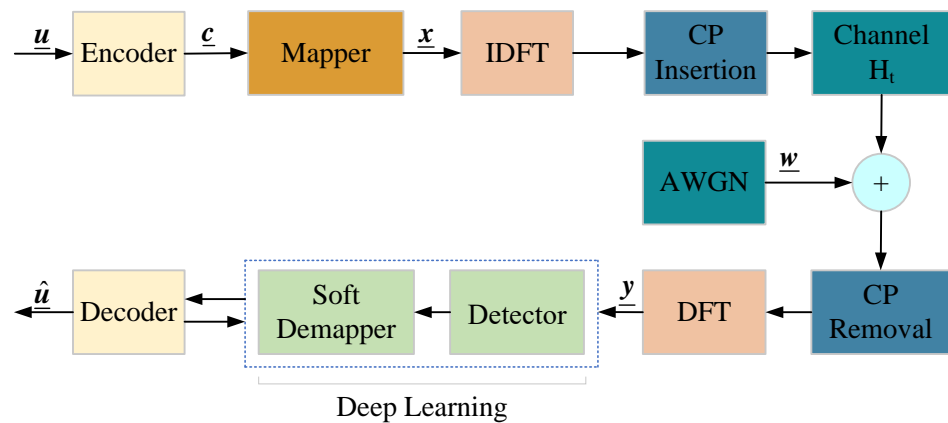 u
Encoder
c
Mapper
x
IDFT
CP
Insertion
Channel
Hₜ
AWGN
w
+
û
Decoder
Soft
Demapper
Detector
y
DFT
CP
Removal
Deep Learning